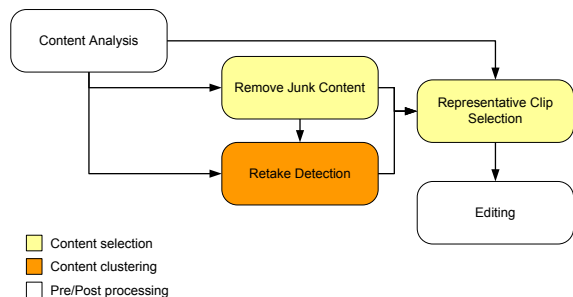 Content Analysis
Remove Junk Content
Representative Clip
Selection
Retake Detection
Editing
Content selection
Content clustering
Pre/Post processing